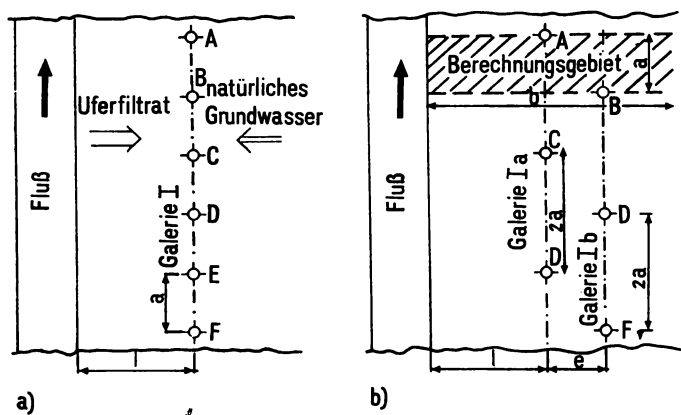 A
B
natürliches
Grundwasser
Uferfiltrat
C
Fluß
Galerie I
D
E
a
F
l
a)
A
Berechnungsgebiet
a
b
B
C
Fluß
Galerie Ia
2a
D
D
Galerie Ib
2a
F
l
e
b)